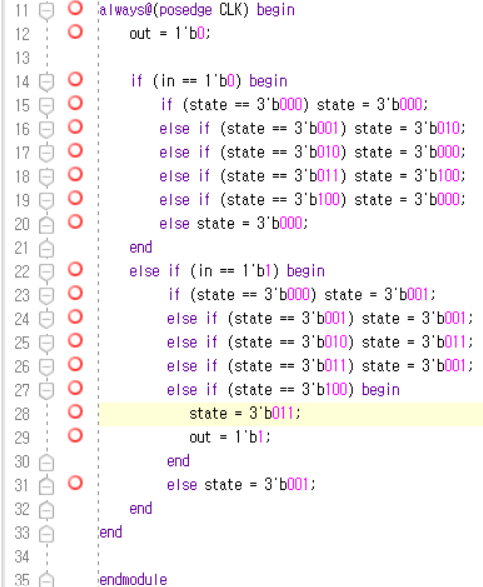 11 always@(posedge CLK) begin
12 out = 1'b0;
13
14 if (in == 1'b0) begin
15 if (state == 3'b000) state = 3'b000;
16 else if (state == 3'b001) state = 3'b010;
17 else if (state == 3'b010) state = 3'b000;
18 else if (state == 3'b011) state = 3'b100;
19 else if (state == 3'b100) state = 3'b000;
20 else state = 3'b000;
21 end
22 else if (in == 1'b1) begin
23 if (state == 3'b000) state = 3'b001;
24 else if (state == 3'b001) state = 3'b001;
25 else if (state == 3'b010) state = 3'b011;
26 else if (state == 3'b011) state = 3'b001;
27 else if (state == 3'b100) begin
28 state = 3'b011;
29 out = 1'b1;
30 end
31 else state = 3'b001;
32 end
33 end
34
35 endmodule